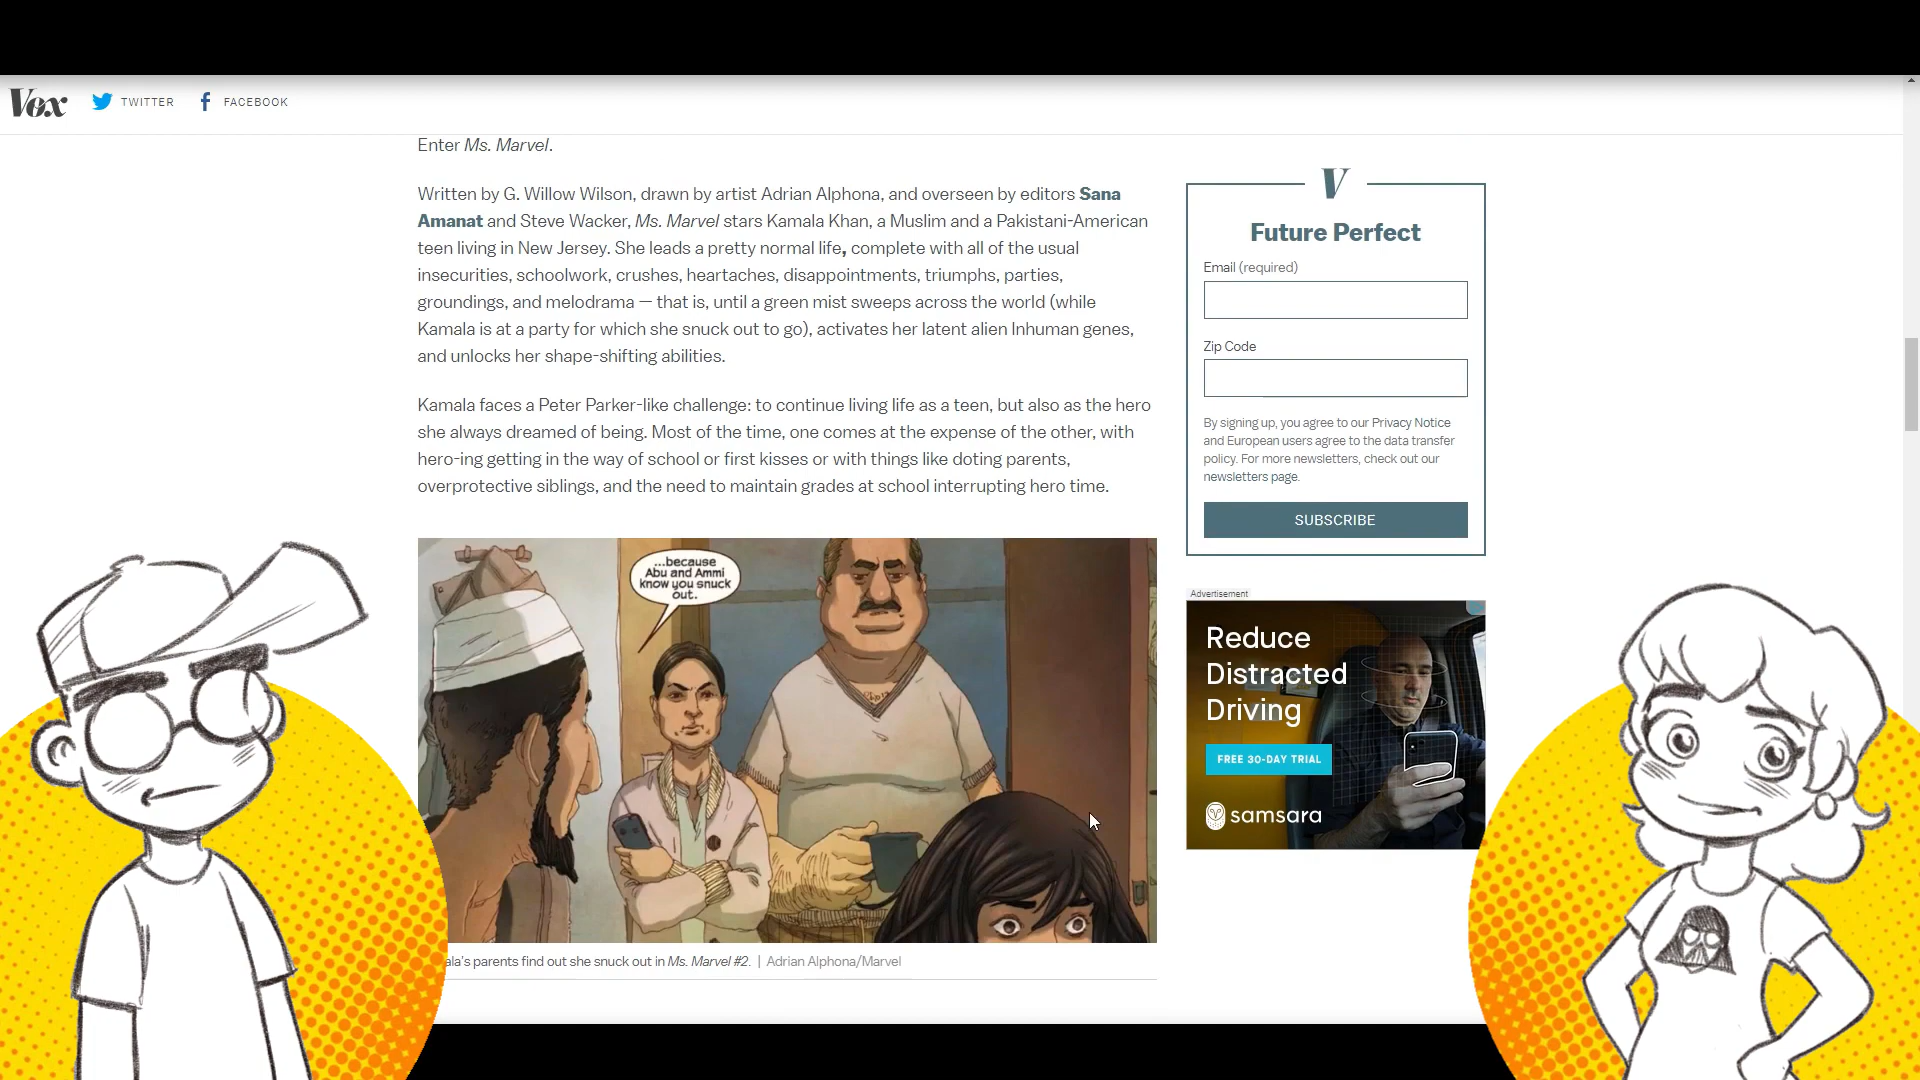 Vox
TWITTER
FACEBOOK
Enter Ms. Marvel.
Written by G. Willow Wilson, drawn by artist Adrian Alphona, and overseen by editors Sana
Amanat and Steve Wacker, Ms. Marvel stars Kamala Khan, a Muslim and a Pakistani-American
teen living in New Jersey. She leads a pretty normal life, complete with all of the usual
insecurities, schoolwork, crushes, heartaches, disappointments, triumphs, parties,
groundings, and melodrama — that is, until a green mist sweeps across the world (while
Kamala is at a party for which she snuck out to go), activates her latent alien Inhuman genes,
and unlocks her shape-shifting abilities.
Kamala faces a Peter Parker-like challenge: to continue living life as a teen, but also as the hero
she always dreamed of being. Most of the time, one comes at the expense of the other, with
hero-ing getting in the way of school or first kisses or with things like doting parents,
overprotective siblings, and the need to maintain grades at school interrupting hero time.
...because
Abu and Ammi
know you snuck
out.
ala's parents find out she snuck out in Ms. Marvel #2. | Adrian Alphona/Marvel
V
Future Perfect
Email (required)
Zip Code
By signing up, you agree to our Privacy Notice
and European users agree to the data transfer
policy. For more newsletters, check out our
newsletters page.
SUBSCRIBE
Advertisement
Reduce
Distracted
Driving
FREE 30-DAY TRIAL
samsara